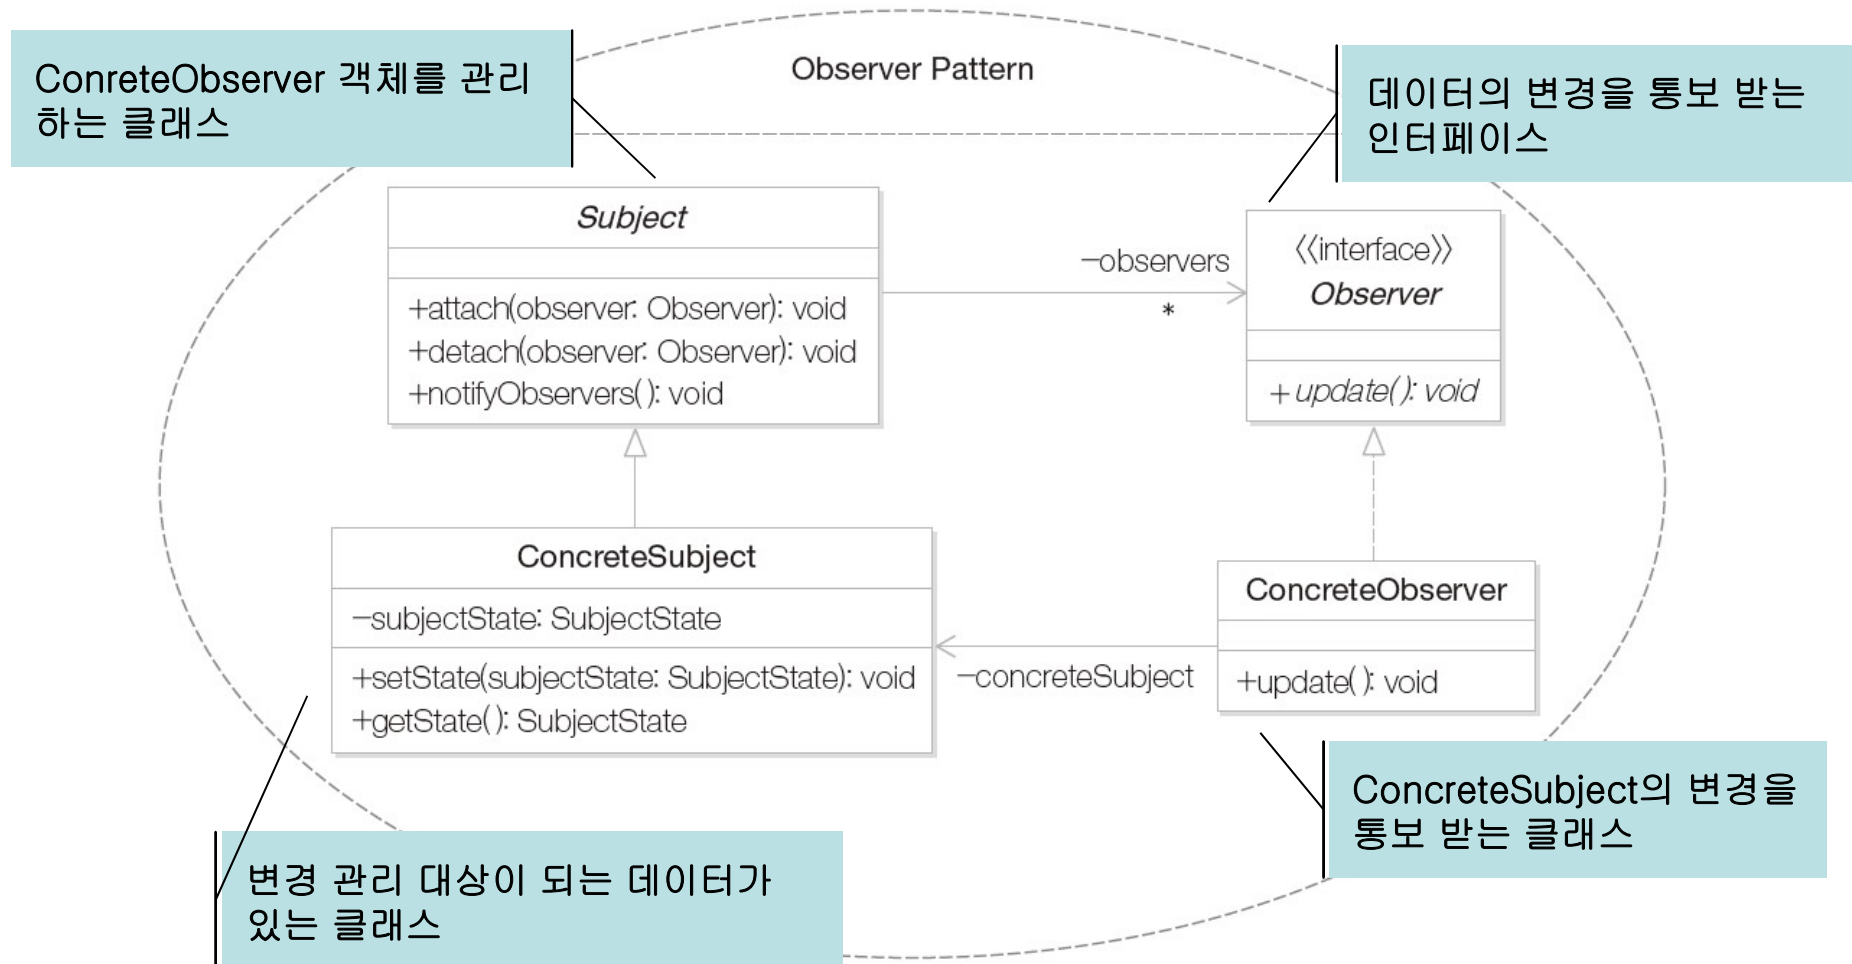 Observer Pattern
ConreteObserver 객체를 관리
하는 클래스
데이터의 변경을 통보 받는
인터페이스
Subject
+attach(observer: Observer): void
+detach(observer: Observer): void
+notifyObservers(): void
−observers
*
<<interface>>
Observer
+update(): void
ConcreteSubject
−subjectState: SubjectState
+setState(subjectState: SubjectState): void
+getState(): SubjectState
−concreteSubject
ConcreteObserver
+update(): void
변경 관리 대상이 되는 데이터가
있는 클래스
ConcreteSubject의 변경을
통보 받는 클래스